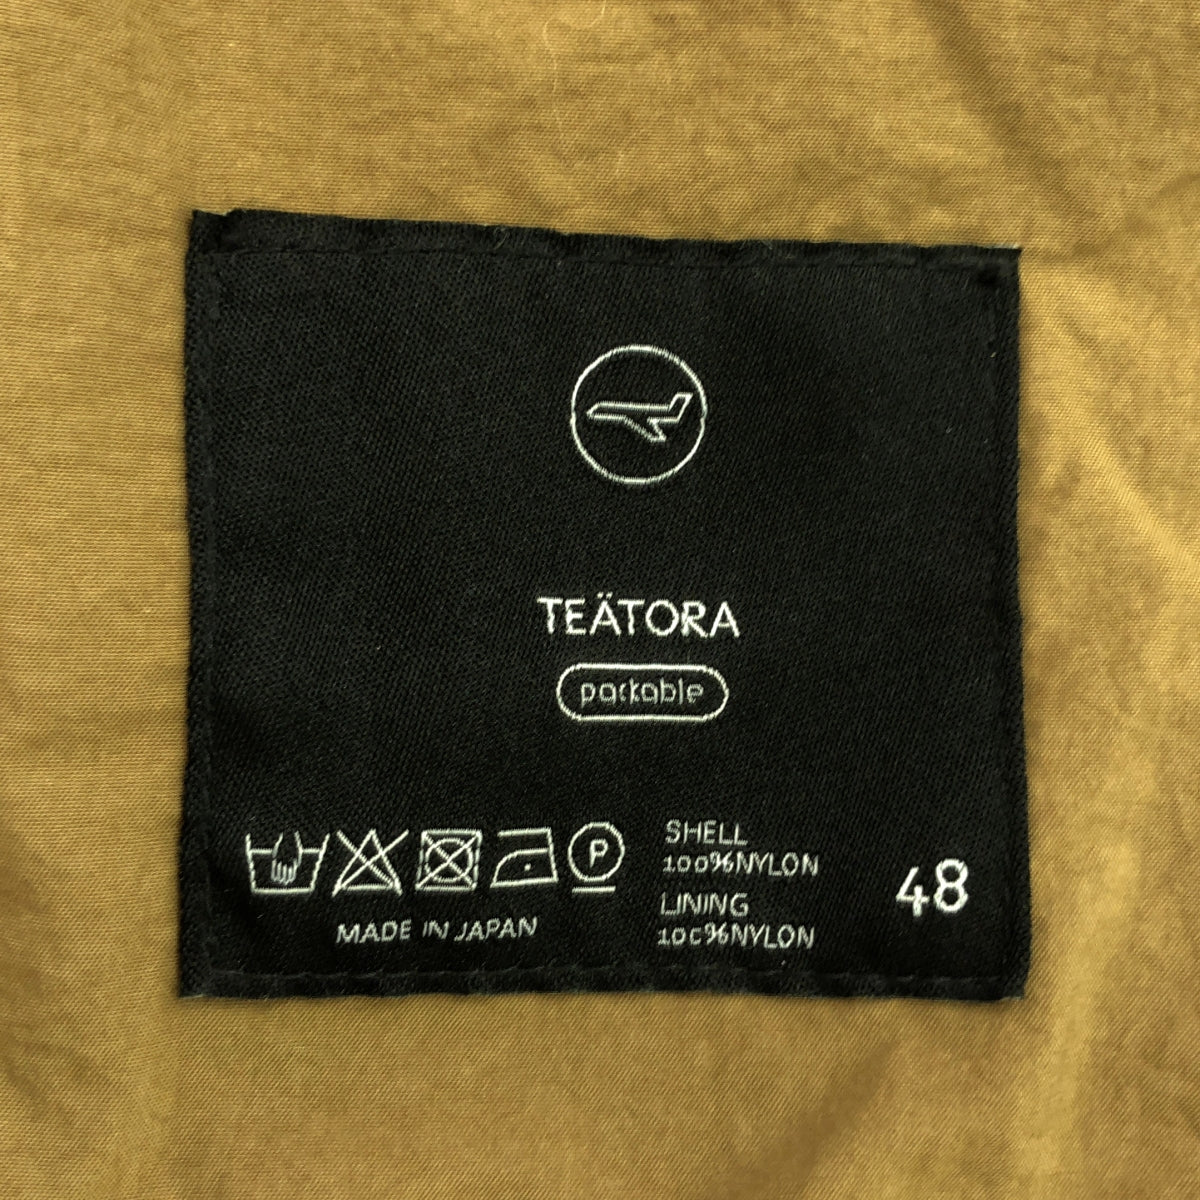 TEÄTORA
packable
P
MADE IN JAPAN
SHELL
100%NYLON
LINING
100%NYLON
48